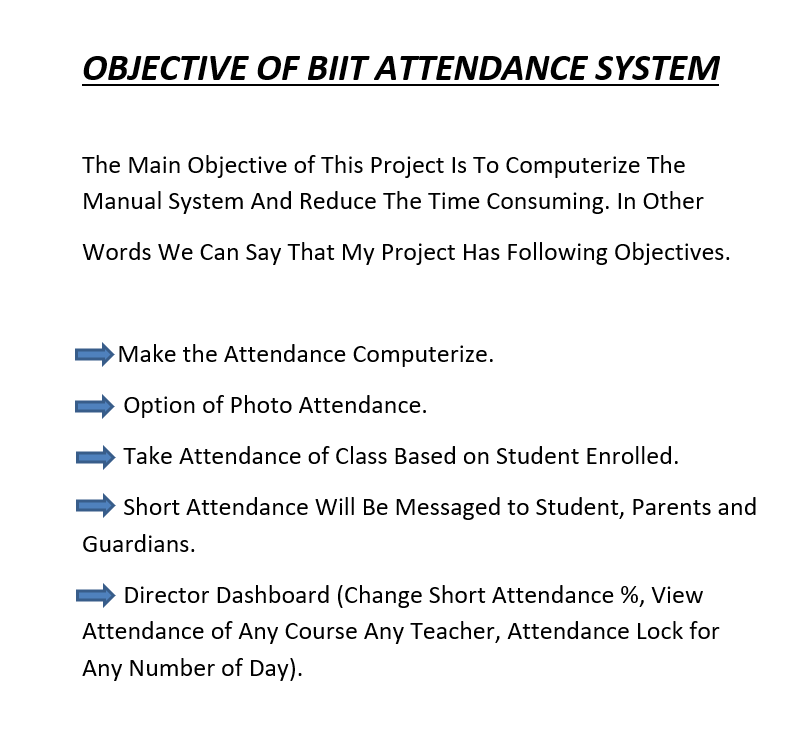 OBJECTIVE OF BIIT ATTENDANCE SYSTEM
The Main Objective of This Project Is To Computerize The
Manual System And Reduce The Time Consuming. In Other
Words We Can Say That My Project Has Following Objectives.
Make the Attendance Computerize.
Option of Photo Attendance.
Take Attendance of Class Based on Student Enrolled.
Short Attendance Will Be Messaged to Student, Parents and
Guardians.
Director Dashboard (Change Short Attendance %, View
Attendance of Any Course Any Teacher, Attendance Lock for
Any Number of Day).